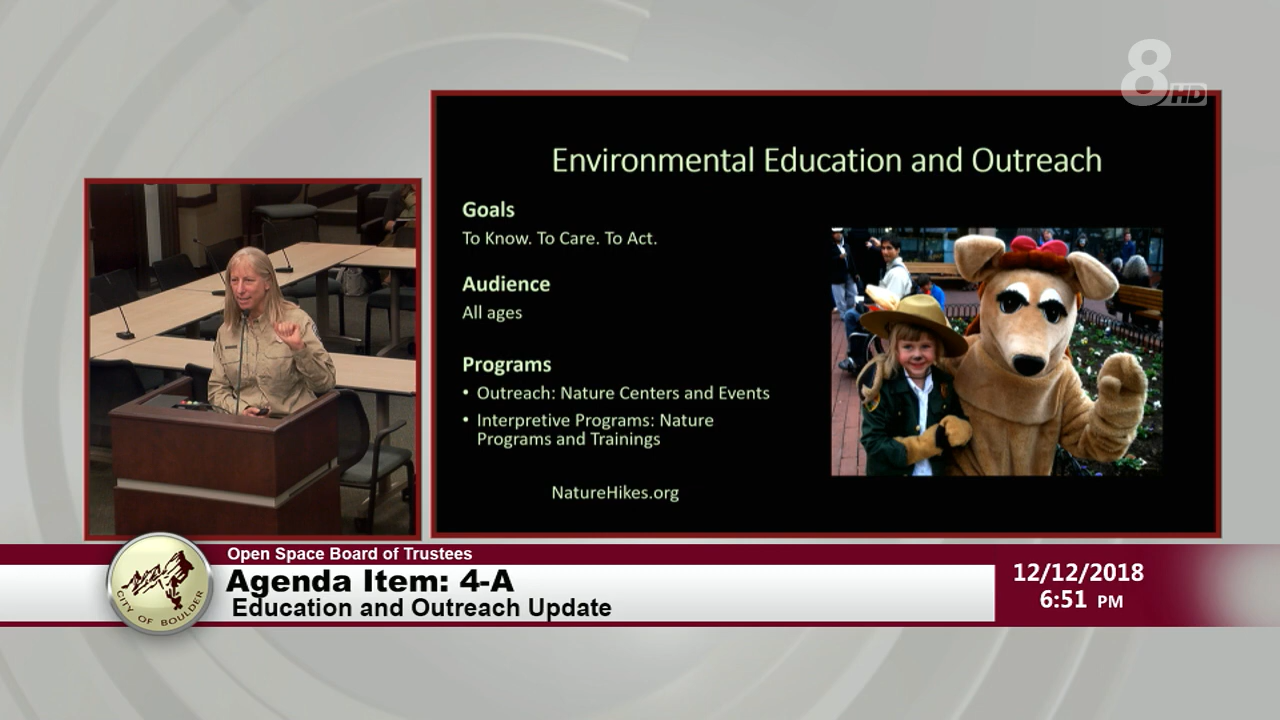 8HD
Environmental Education and Outreach
Goals
To Know. To Care. To Act.
Audience
All ages
Programs
• Outreach: Nature Centers and Events
• Interpretive Programs: Nature
Programs and Trainings
NatureHikes.org
Open Space Board of Trustees
Agenda Item: 4-A
Education and Outreach Update
CITY OF BOULDER
12/12/2018
6:51 PM